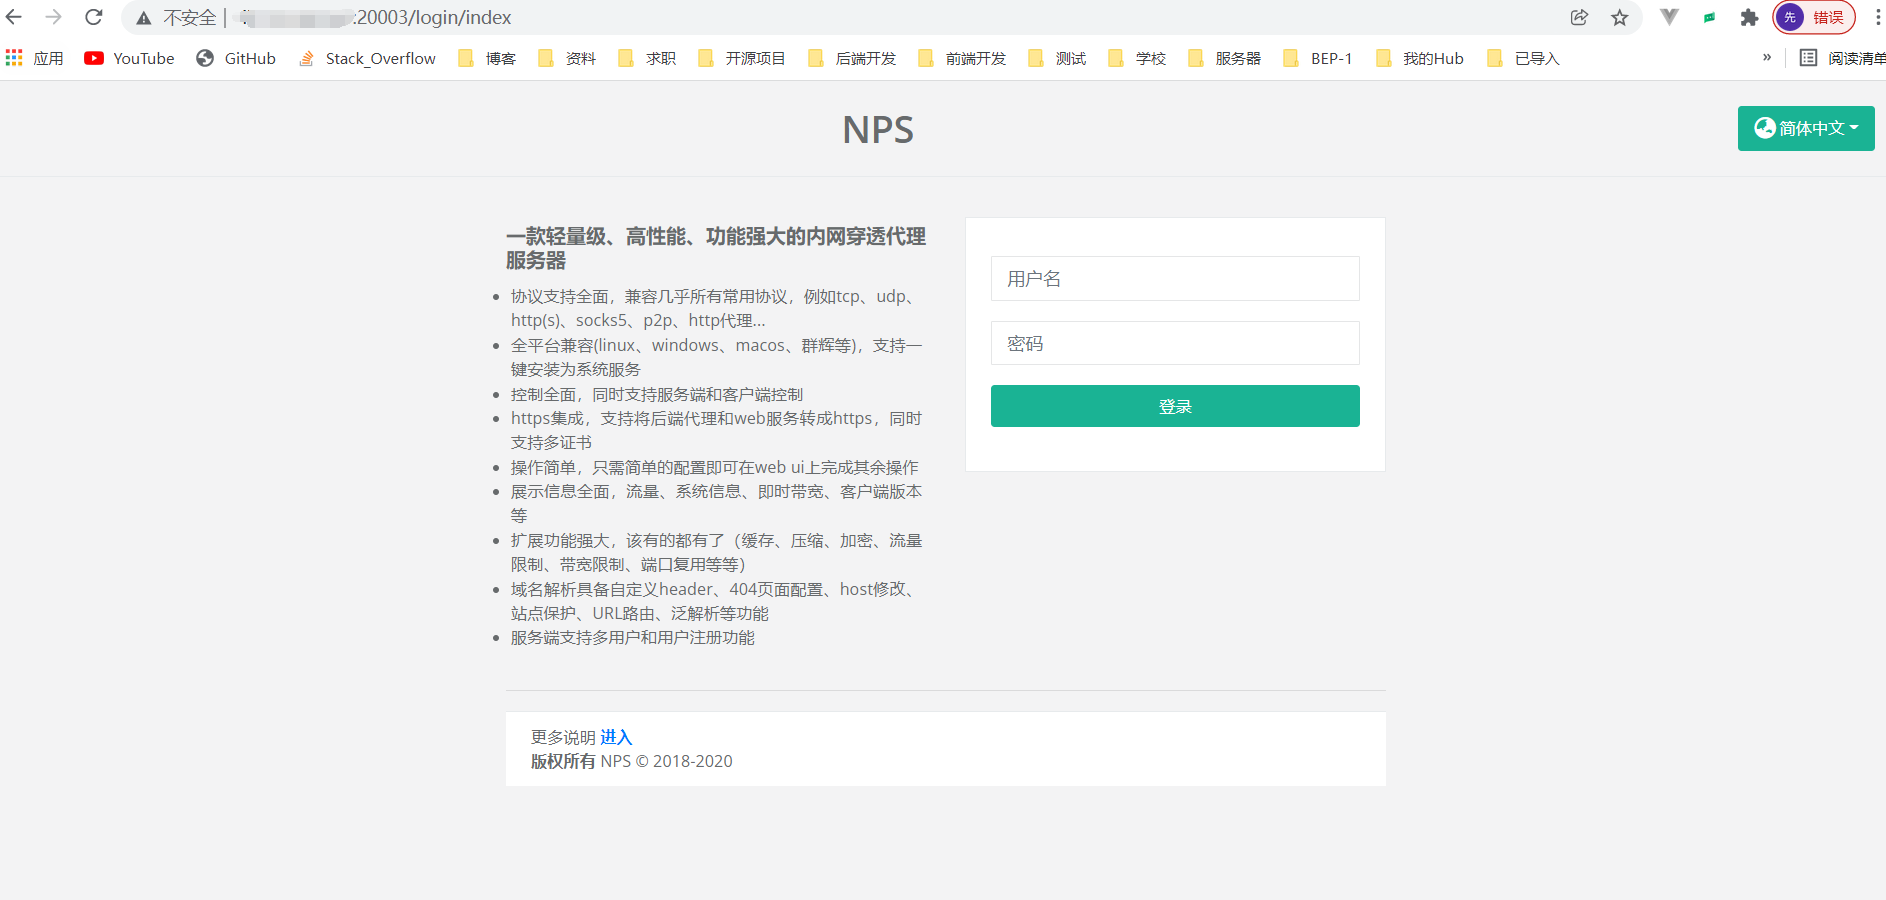 不安全 | :20003/login/index
先 错误
应用 YouTube GitHub Stack_Overflow 博客 资料 求职 开源项目 后端开发 前端开发 测试 学校 服务器 BEP-1 我的Hub 已导入 » 阅读清单
NPS
简体中文
一款轻量级、高性能、功能强大的内网穿透代理
服务器
协议支持全面，兼容几乎所有常用协议，例如tcp、udp、
http(s)、socks5、p2p、http代理...
全平台兼容(linux、windows、macos、群辉等)，支持一
键安装为系统服务
控制全面，同时支持服务端和客户端控制
https集成，支持将后端代理和web服务转成https，同时
支持多证书
操作简单，只需简单的配置即可在web ui上完成其余操作
展示信息全面，流量、系统信息、即时带宽、客户端版本
等
扩展功能强大，该有的都有了（缓存、压缩、加密、流量
限制、带宽限制、端口复用等等）
域名解析具备自定义header、404页面配置、host修改、
站点保护、URL路由、泛解析等功能
服务端支持多用户和用户注册功能
用户名
密码
登录
更多说明 进入
版权所有 NPS © 2018-2020